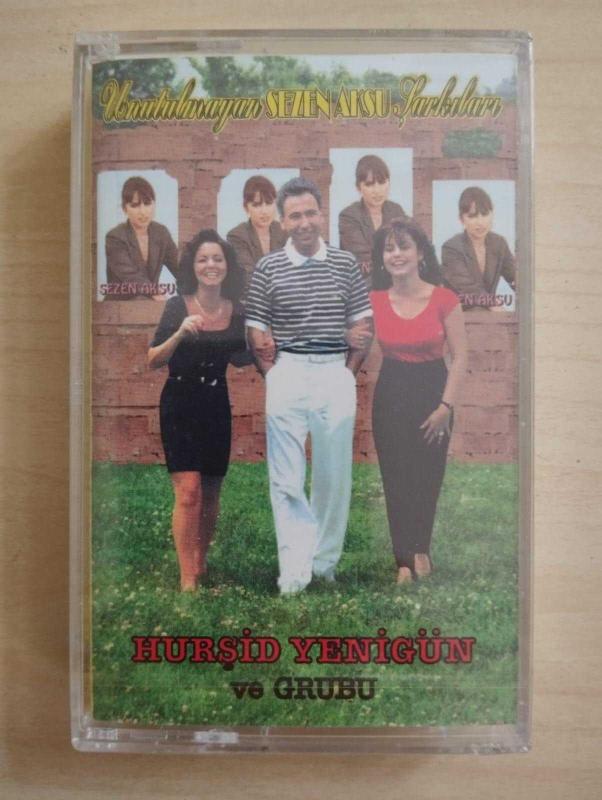 Unutulmayan SEZEN AKSU Şarkıları
SEZEN AKSU
EN AKSU
HURŞİD YENİGÜN
ve GRUBU